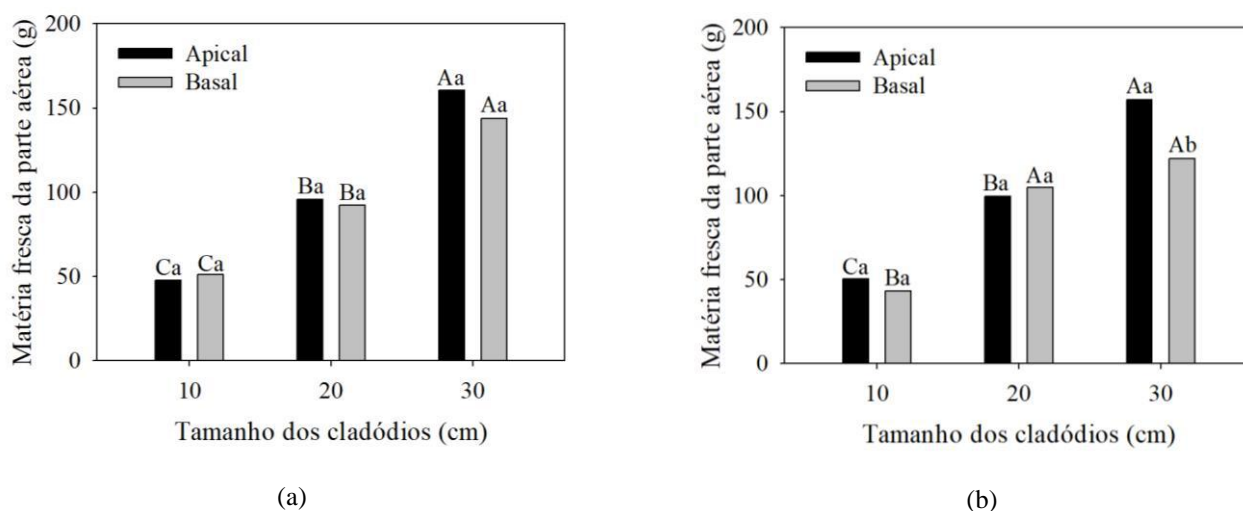 Matéria fresca da parte aérea (g)
200
150
100
50
0
Apical
Basal
Ca Ca
Ba Ba
Aa Aa
10 20 30
Tamanho dos cladódios (cm)
(a)
Matéria fresca da parte aérea (g)
200
150
100
50
0
Apical
Basal
Ca Ba
Ba Aa
Aa Ab
10 20 30
Tamanho dos cladódios (cm)
(b)